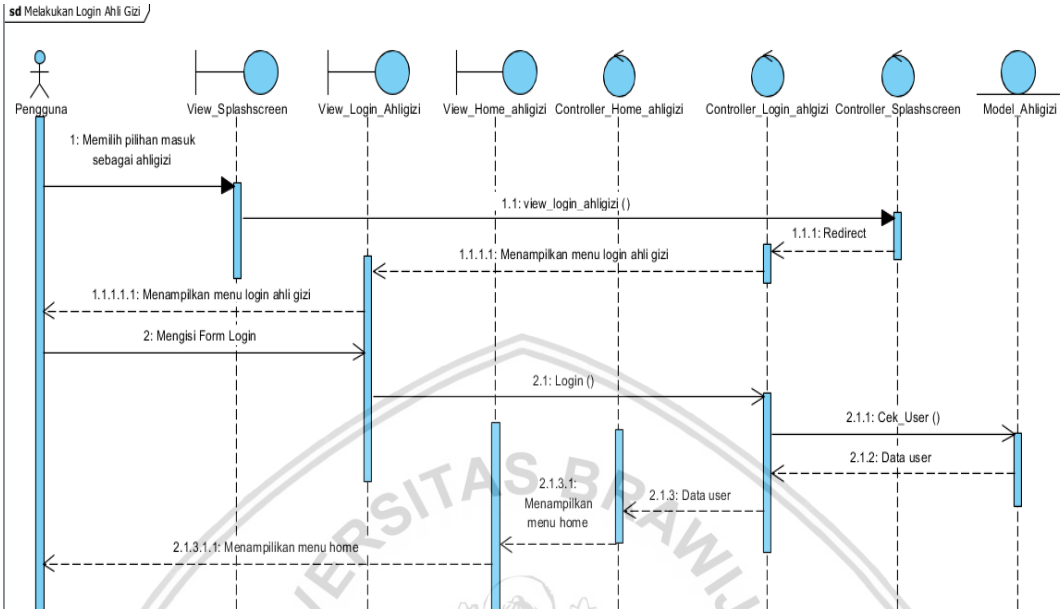 sd Melakukan Login Ahli Gizi
Pengguna
View_Splashscreen
View_Login_Ahligizi
View_Home_ahligizi
Controller_Home_ahligizi
Controller_Login_ahlgizi
Controller_Splashscreen
Model_Ahligizi
1: Memilih pilihan masuk
sebagai ahligizi
1.1: view_login_ahligizi ()
1.1.1: Redirect
1.1.1.1: Menampilkan menu login ahli gizi
1.1.1.1.1: Menampilkan menu login ahli gizi
2: Mengisi Form Login
2.1: Login ()
2.1.1: Cek_User ()
2.1.2: Data user
2.1.3: Data user
2.1.3.1:
Menampilkan
menu home
2.1.3.1.1: Menampilikan menu home
ERSITAS BRAWIJ